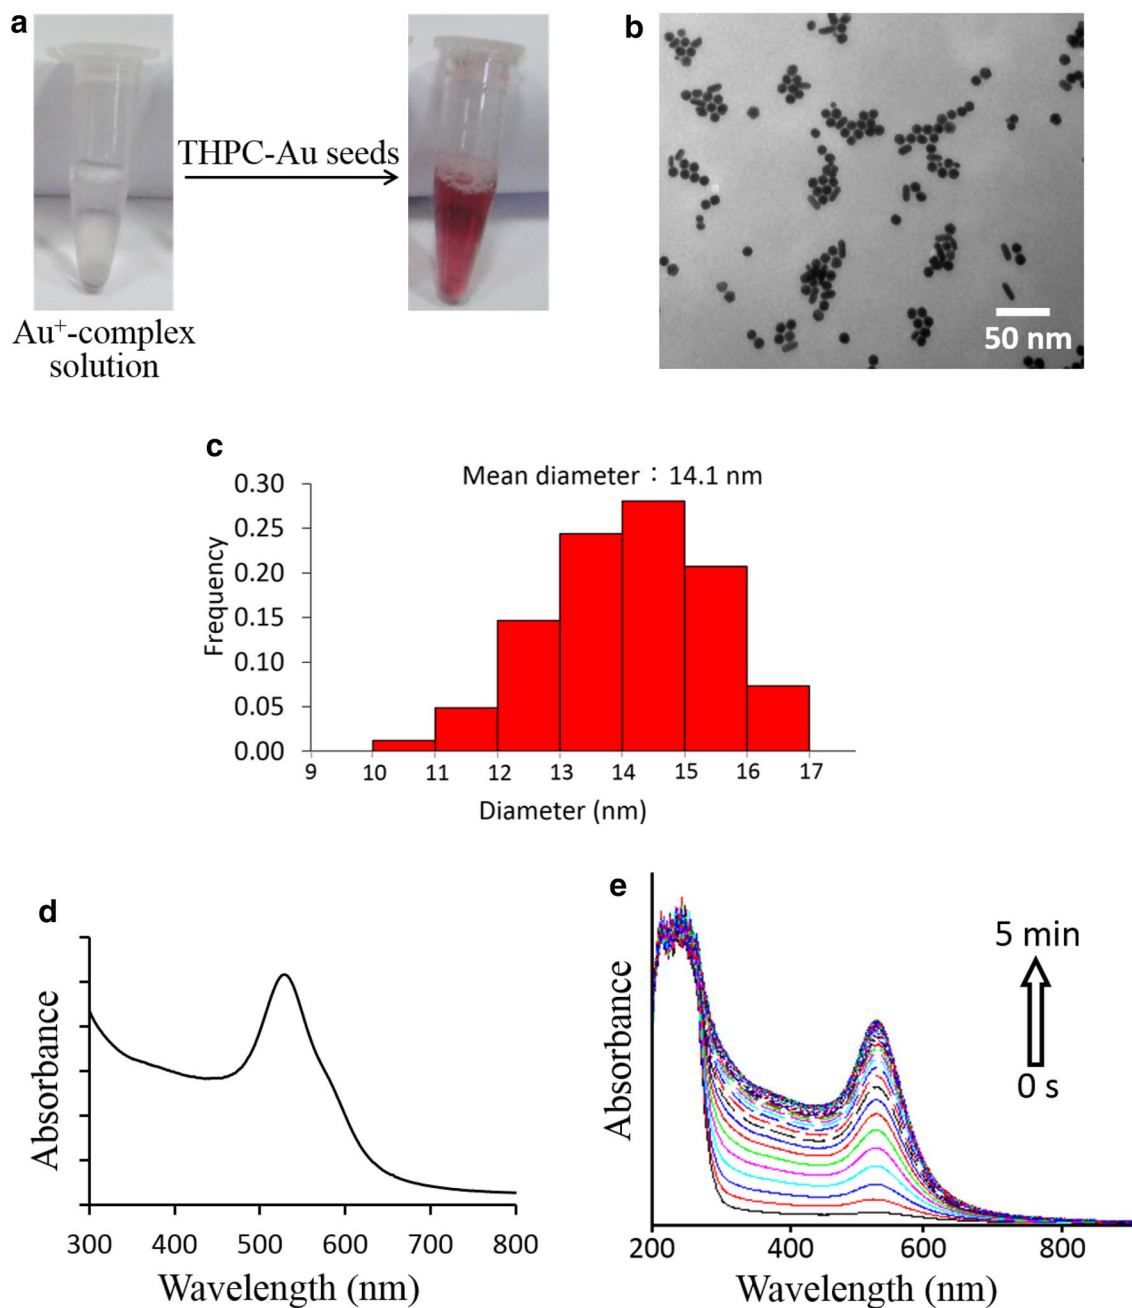 a
THPC-Au seeds
Au⁺-complex
solution
b
50 nm
c
Mean diameter：14.1 nm
0.30
0.25
0.20
0.15
0.10
0.05
0.00
Frequency
9 10 11 12 13 14 15 16 17
Diameter (nm)
d
Absorbance
300 400 500 600 700 800
Wavelength (nm)
e
5 min
0 s
Absorbance
200 400 600 800
Wavelength (nm)